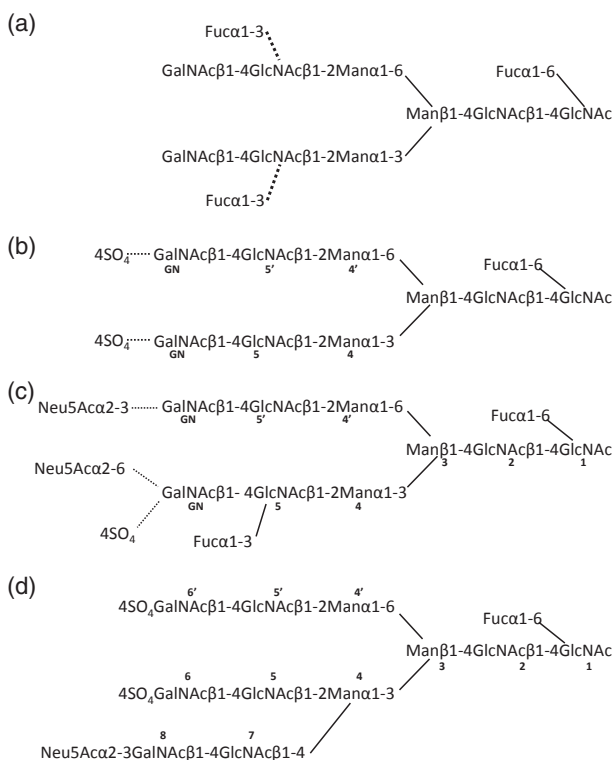 (a)
Fucα1-3
Fucα1-6
GalNAcβ1-4GlcNAcβ1-2Manα1-6
Manβ1-4GlcNAcβ1-4GlcNAc
GalNAcβ1-4GlcNAcβ1-2Manα1-3
Fucα1-3
(b)
4SO₄ GalNAcβ1-4GlcNAcβ1-2Manα1-6
GN 5’ 4’
Fucα1-6
Manβ1-4GlcNAcβ1-4GlcNAc
4SO₄ GalNAcβ1-4GlcNAcβ1-2Manα1-3
GN 5 4
(c)
Neu5Acα2-3 GalNAcβ1-4GlcNAcβ1-2Manα1-6
GN 5’ 4’
Fucα1-6
Manβ1-4GlcNAcβ1-4GlcNAc
3 2 1
Neu5Acα2-6
GalNAcβ1- 4GlcNAcβ1-2Manα1-3
GN 5 4
4SO₄
Fucα1-3
(d)
6’ 5’ 4’
4SO₄GalNAcβ1-4GlcNAcβ1-2Manα1-6
Fucα1-6
Manβ1-4GlcNAcβ1-4GlcNAc
3 2 1
6 5 4
4SO₄GalNAcβ1-4GlcNAcβ1-2Manα1-3
8 7
Neu5Acα2-3GalNAcβ1-4GlcNAcβ1-4